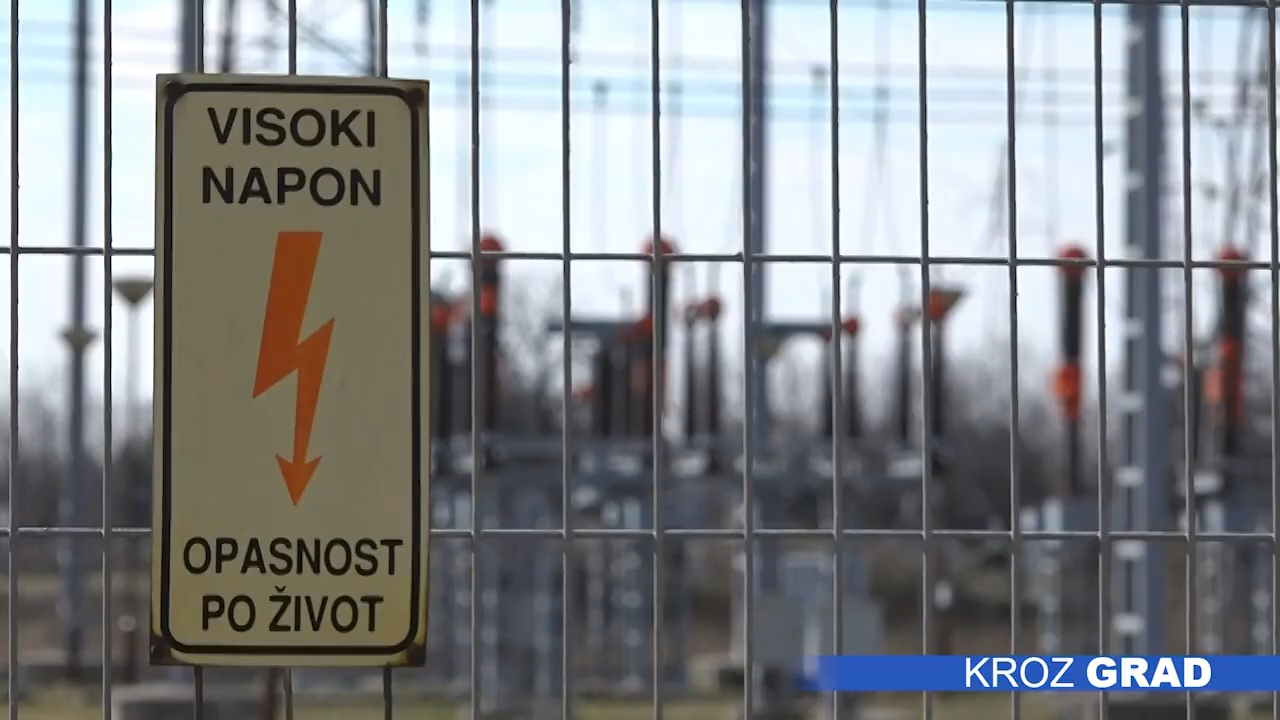 VISOKI
NAPON
OPASNOST
PO ŽIVOT
KROZ GRAD